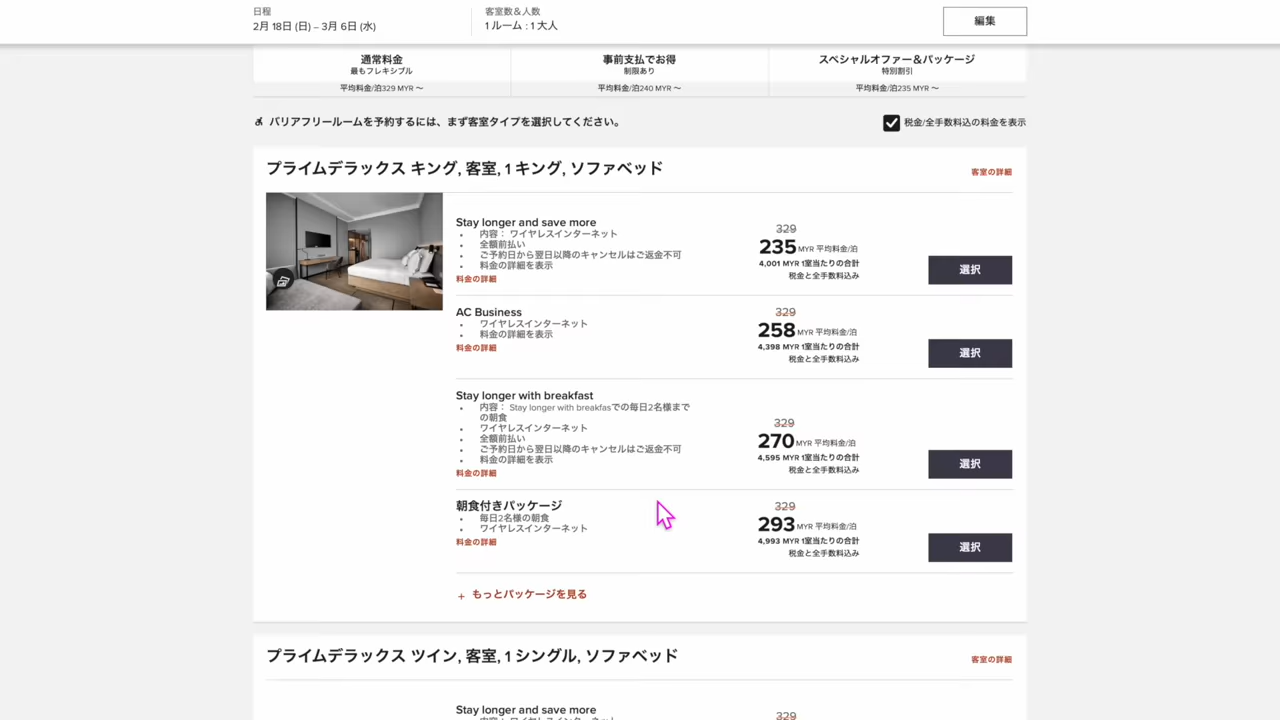 日程
2月 18日 (日) – 3月 6日 (水)
客室数＆人数
1 ルーム : 1 大人
編集
通常料金
最もフレキシブル
平均料金/泊329 MYR ～
事前支払でお得
制限あり
平均料金/泊240 MYR ～
スペシャルオファー＆パッケージ
特別割引
平均料金/泊235 MYR ～
バリアフリールームを予約するには、まず客室タイプを選択してください。
税金/全手数料込の料金を表示
プライムデラックス キング, 客室, 1 キング, ソファベッド
客室の詳細
Stay longer and save more
• 内容： ワイヤレスインターネット
• 全額前払い
• ご予約日から翌日以降のキャンセルはご返金不可
• 料金の詳細を表示
料金の詳細
329
235 MYR 平均料金/泊
4,001 MYR 1室当たりの合計
税金と全手数料込み
選択
AC Business
• ワイヤレスインターネット
• 料金の詳細を表示
料金の詳細
329
258 MYR 平均料金/泊
4,398 MYR 1室当たりの合計
税金と全手数料込み
選択
Stay longer with breakfast
• 内容： Stay longer with breakfasでの毎日2名様まで
の朝食
• ワイヤレスインターネット
• 全額前払い
• ご予約日から翌日以降のキャンセルはご返金不可
• 料金の詳細を表示
料金の詳細
329
270 MYR 平均料金/泊
4,595 MYR 1室当たりの合計
税金と全手数料込み
選択
朝食付きパッケージ
• 毎日2名様の朝食
• ワイヤレスインターネット
料金の詳細
329
293 MYR 平均料金/泊
4,993 MYR 1室当たりの合計
税金と全手数料込み
選択
+ もっとパッケージを見る
プライムデラックス ツイン, 客室, 1 シングル, ソファベッド
客室の詳細
Stay longer and save more
• 内容： ワイヤレスインターネット
329